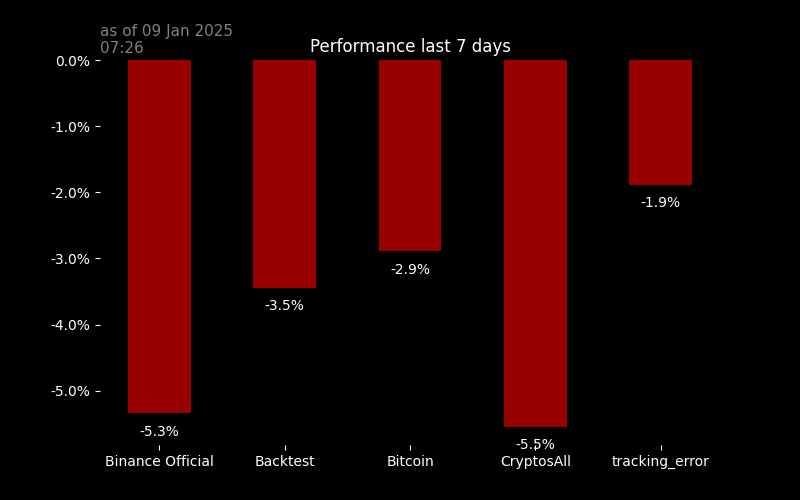 as of 09 Jan 2025
07:26
Performance last 7 days
0.0%
-1.0%
-2.0%
-3.0%
-4.0%
-5.0%
-5.3%
-3.5%
-2.9%
-5.5%
-1.9%
Binance Official
Backtest
Bitcoin
CryptosAll
tracking_error